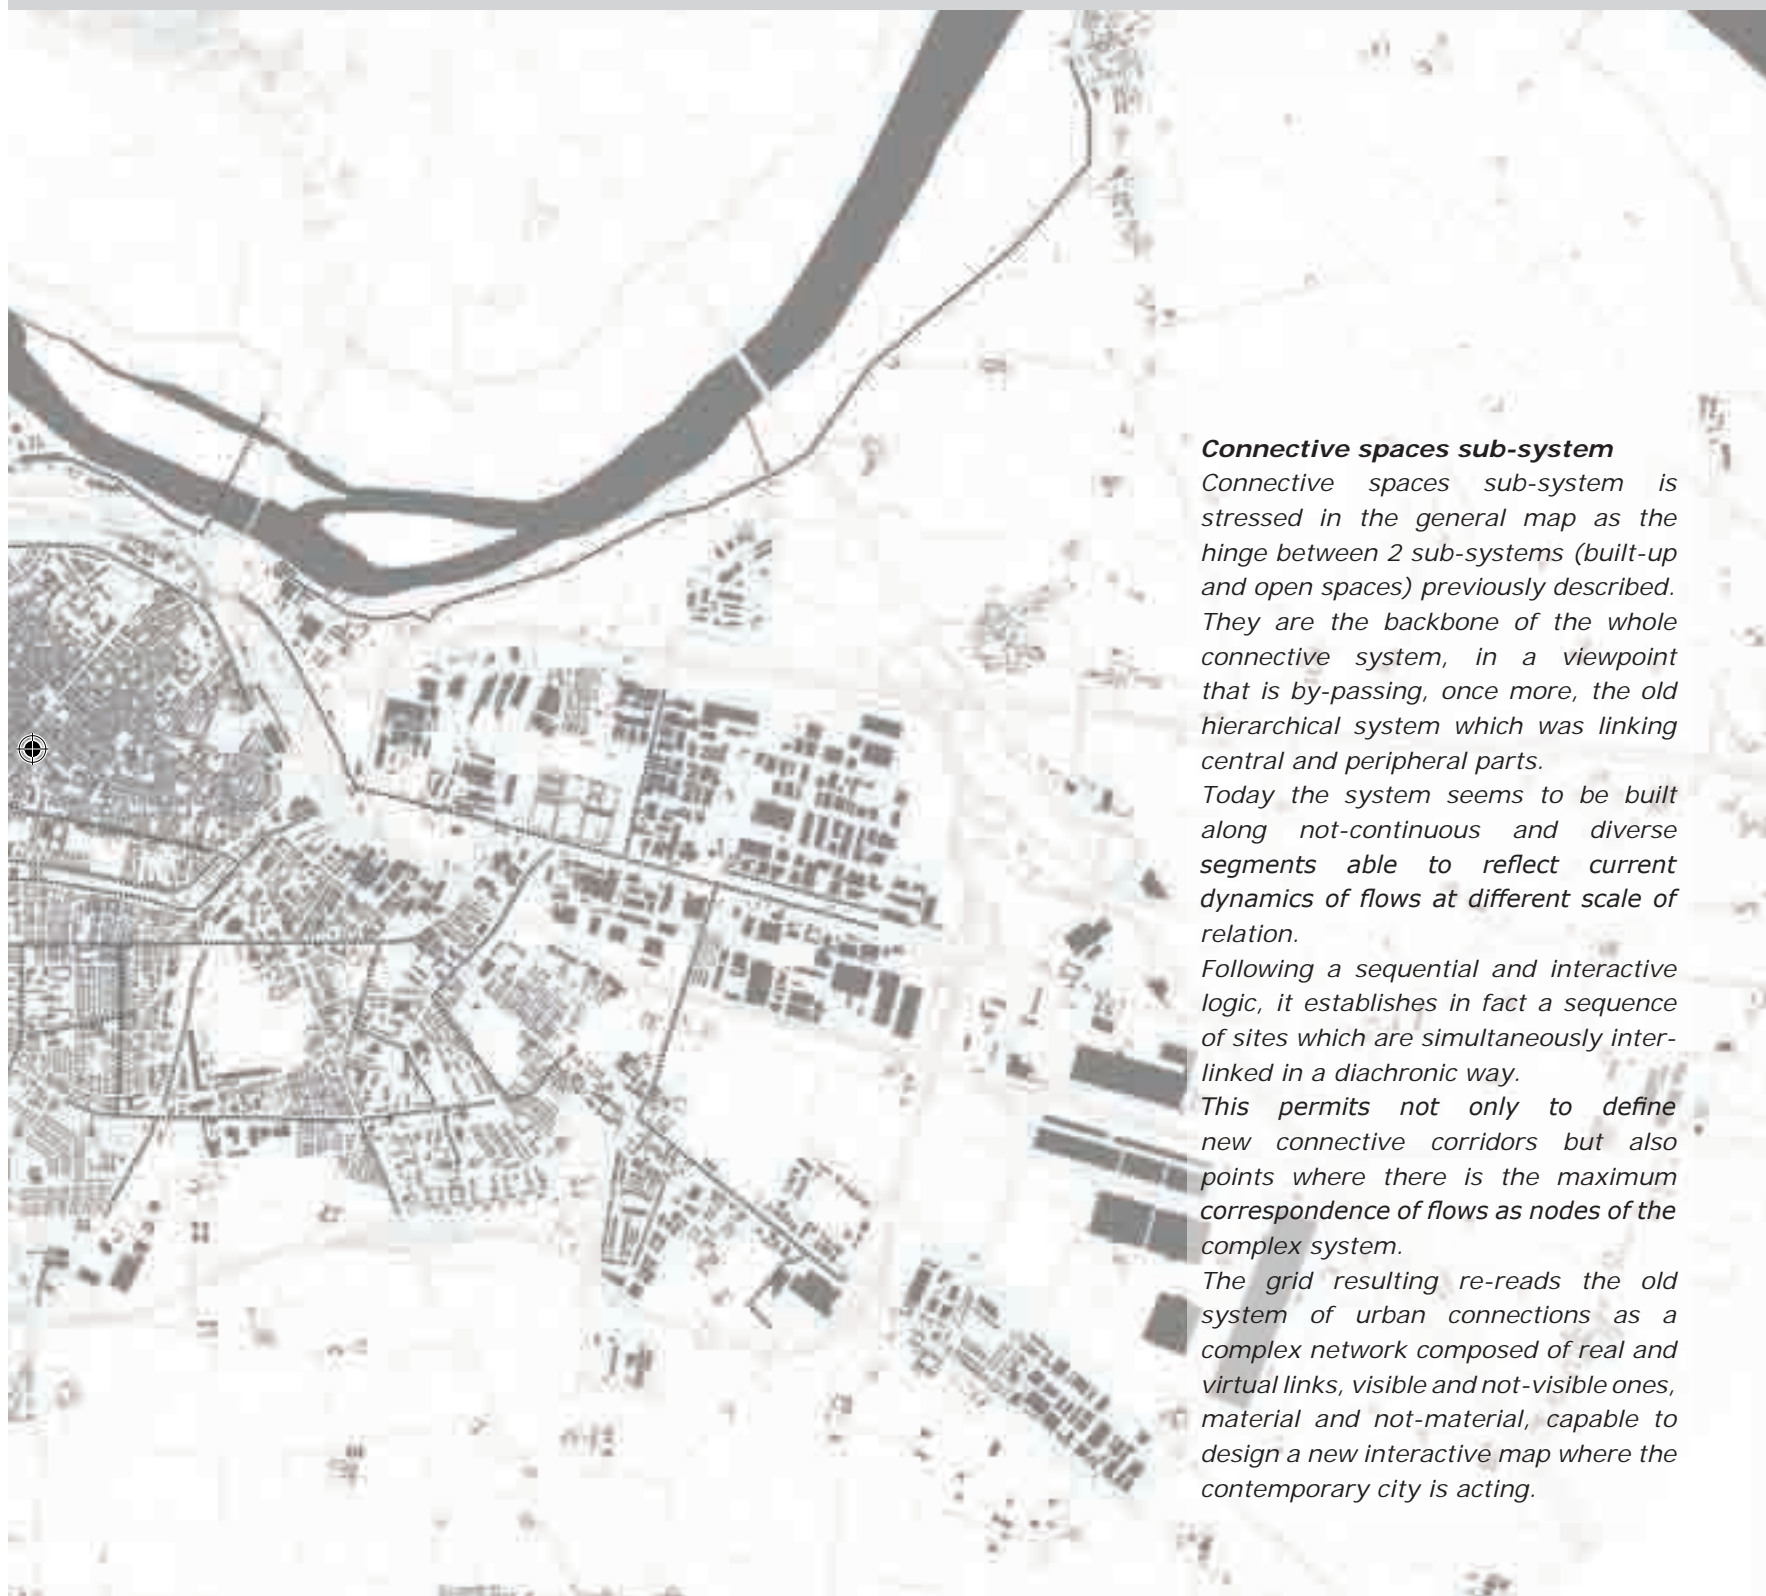 Connective spaces sub-system
Connective spaces sub-system is
stressed in the general map as the
hinge between 2 sub-systems (built-up
and open spaces) previously described.
They are the backbone of the whole
connective system, in a viewpoint
that is by-passing, once more, the old
hierarchical system which was linking
central and peripheral parts.
Today the system seems to be built
along not-continuous and diverse
segments able to reflect current
dynamics of flows at different scale of
relation.
Following a sequential and interactive
logic, it establishes in fact a sequence
of sites which are simultaneously inter-
linked in a diachronic way.
This permits not only to define
new connective corridors but also
points where there is the maximum
correspondence of flows as nodes of the
complex system.
The grid resulting re-reads the old
system of urban connections as a
complex network composed of real and
virtual links, visible and not-visible ones,
material and not-material, capable to
design a new interactive map where the
contemporary city is acting.